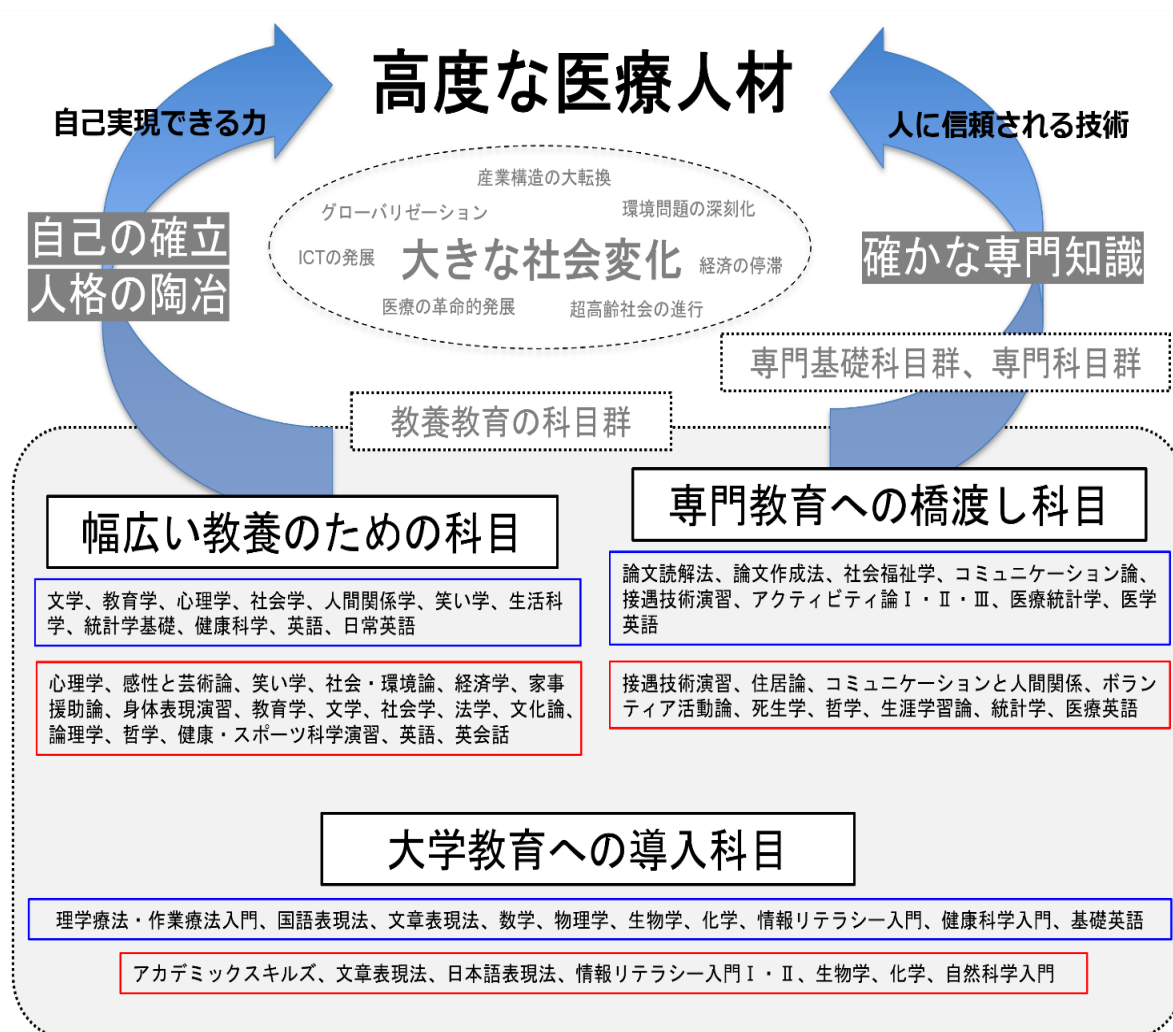 高度な医療人材
自己実現できる力
人に信頼される技術
産業構造の大転換
グローバリゼーション
環境問題の深刻化
ICTの発展
大きな社会変化
経済の停滞
医療の革命的発展
超高齢社会の進行
自己の確立
人格の陶冶
確かな専門知識
専門基礎科目群、専門科目群
教養教育の科目群
幅広い教養のための科目
文学、教育学、心理学、社会学、人間関係学、笑い学、生活科
学、統計学基礎、健康科学、英語、日常英語
心理学、感性と芸術論、笑い学、社会・環境論、経済学、家事
援助論、身体表現演習、教育学、文学、社会学、法学、文化論、
論理学、哲学、健康・スポーツ科学演習、英語、英会話
専門教育への橋渡し科目
論文読解法、論文作成法、社会福祉学、コミュニケーション論、
接遇技術演習、アクティビティ論Ⅰ・Ⅱ・Ⅲ、医療統計学、医学
英語
接遇技術演習、住居論、コミュニケーションと人間関係、ボラン
ティア活動論、死生学、哲学、生涯学習論、統計学、医療英語
大学教育への導入科目
理学療法・作業療法入門、国語表現法、文章表現法、数学、物理学、生物学、化学、情報リテラシー入門、健康科学入門、基礎英語
アカデミックスキルズ、文章表現法、日本語表現法、情報リテラシー入門Ⅰ・Ⅱ、生物学、化学、自然科学入門